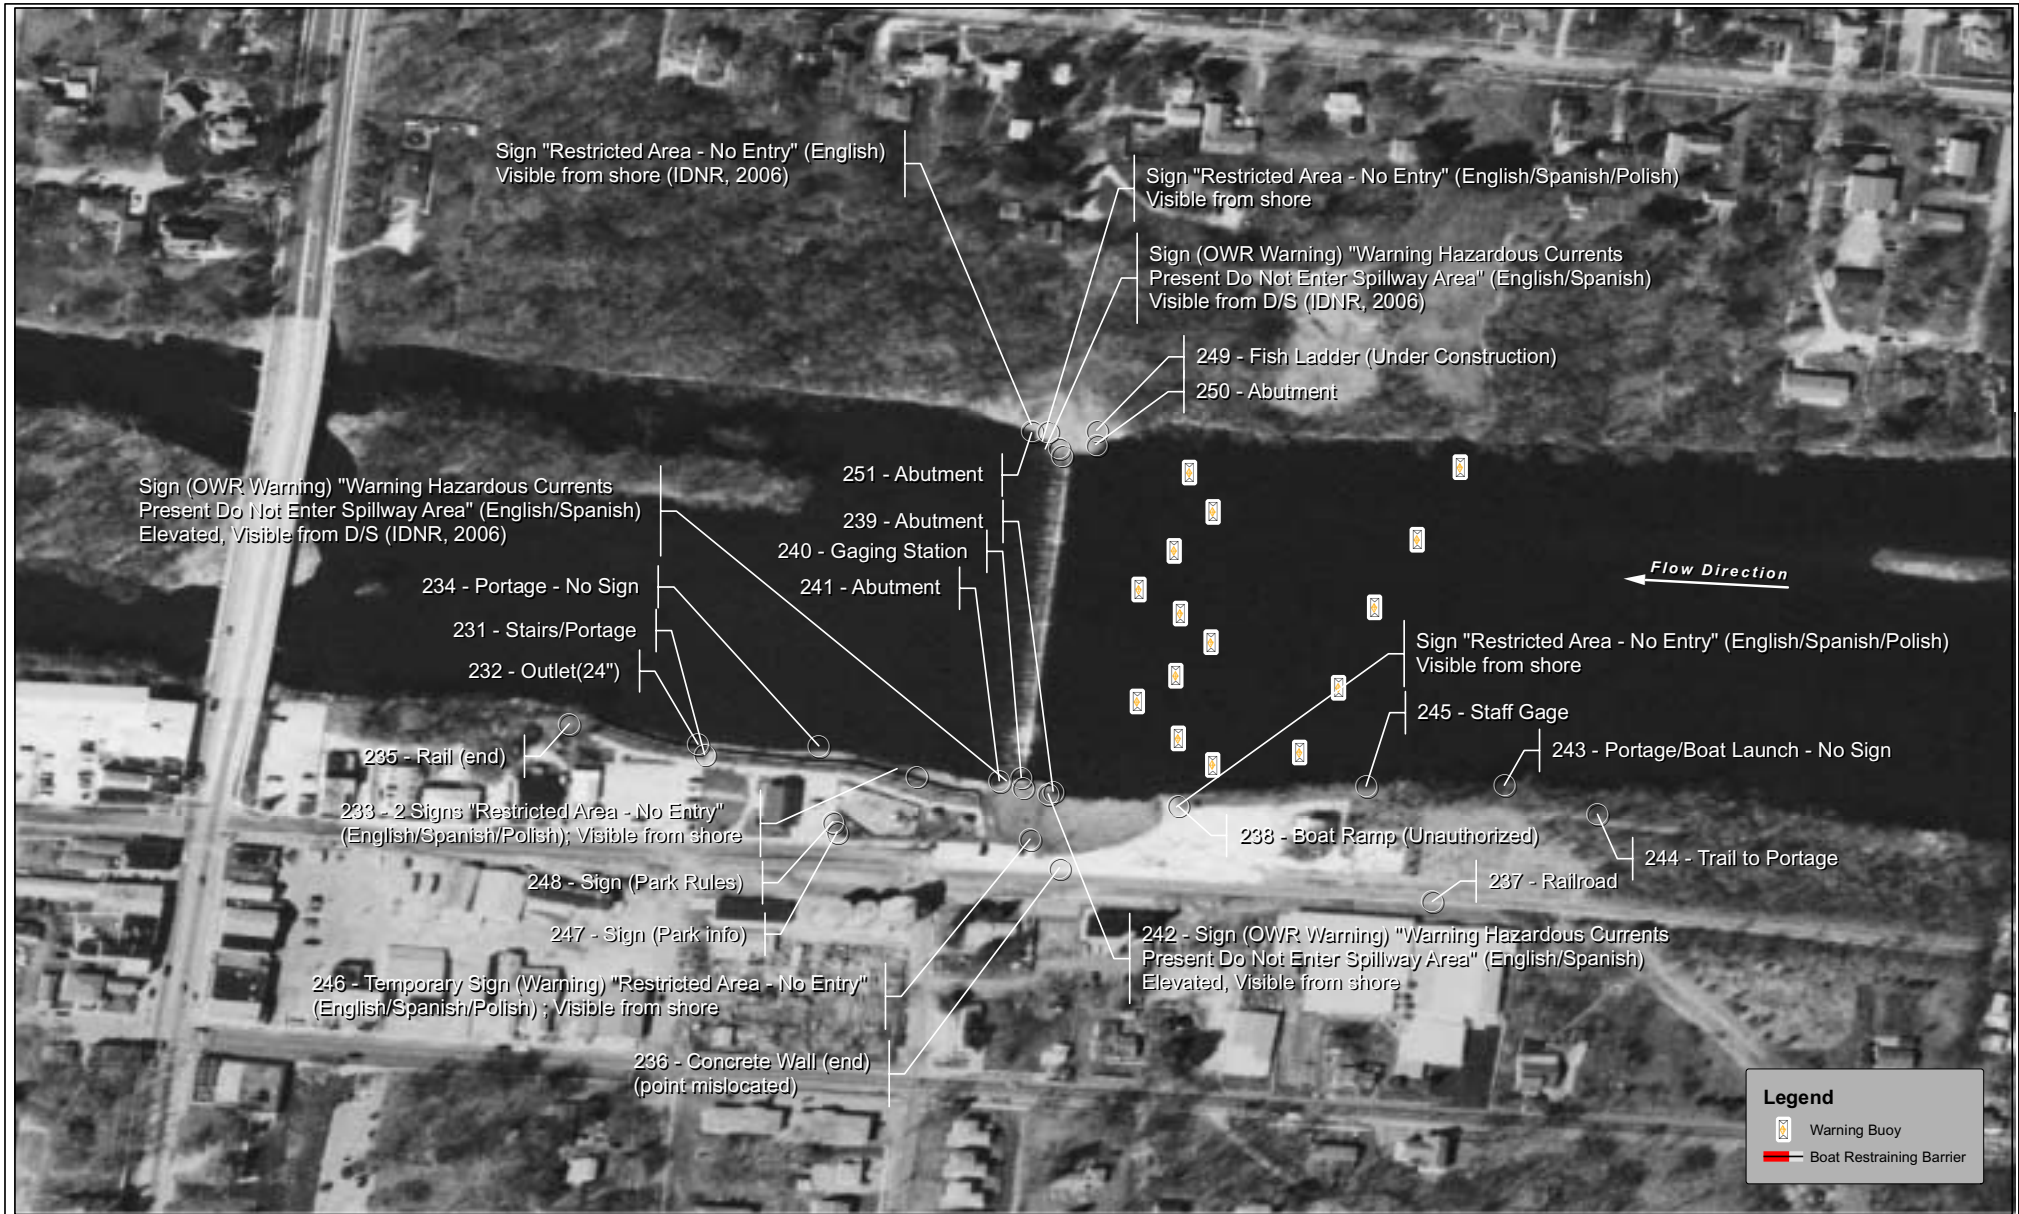 Sign "Restricted Area - No Entry" (English)
Visible from shore (IDNR, 2006)
Sign "Restricted Area - No Entry" (English/Spanish/Polish)
Visible from shore
Sign (OWR Warning) "Warning Hazardous Currents
Present Do Not Enter Spillway Area" (English/Spanish)
Visible from D/S (IDNR, 2006)
249 - Fish Ladder (Under Construction)
250 - Abutment
251 - Abutment
Sign (OWR Warning) "Warning Hazardous Currents
Present Do Not Enter Spillway Area" (English/Spanish)
Elevated, Visible from D/S (IDNR, 2006)
239 - Abutment
240 - Gaging Station
241 - Abutment
Flow Direction
234 - Portage - No Sign
231 - Stairs/Portage
232 - Outlet(24")
Sign "Restricted Area - No Entry" (English/Spanish/Polish)
Visible from shore
245 - Staff Gage
243 - Portage/Boat Launch - No Sign
235 - Rail (end)
233 - 2 Signs "Restricted Area - No Entry"
(English/Spanish/Polish); Visible from shore
238 - Boat Ramp (Unauthorized)
244 - Trail to Portage
248 - Sign (Park Rules)
237 - Railroad
247 - Sign (Park info)
242 - Sign (OWR Warning) "Warning Hazardous Currents
Present Do Not Enter Spillway Area" (English/Spanish)
Elevated, Visible from shore
246 - Temporary Sign (Warning) "Restricted Area - No Entry"
(English/Spanish/Polish) ; Visible from shore
236 - Concrete Wall (end)
(point mislocated)
Legend
Warning Buoy
Boat Restraining Barrier